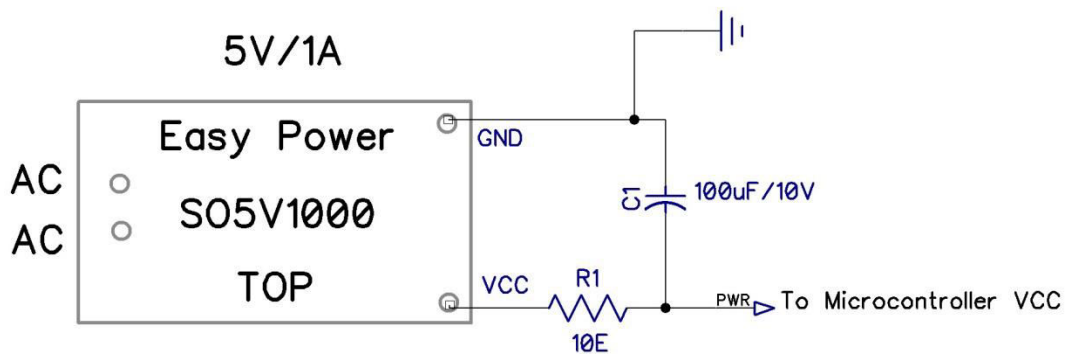 5V/1A
Easy Power
GND
AC
SO5V1000
C1
100uF/10V
AC
TOP
VCC
R1
PWR
To Microcontroller VCC
10E